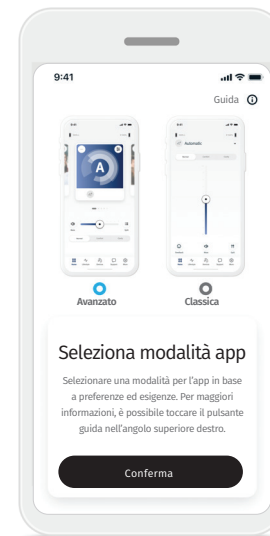 9:41
Guida
Automatic
A
Avanzato
Classica
Seleziona modalità app
Selezionare una modalità per l'app in base
a preferenze ed esigenze. Per maggiori
informazioni, è possibile toccare il pulsante
guida nell'angolo superiore destro.
Conferma